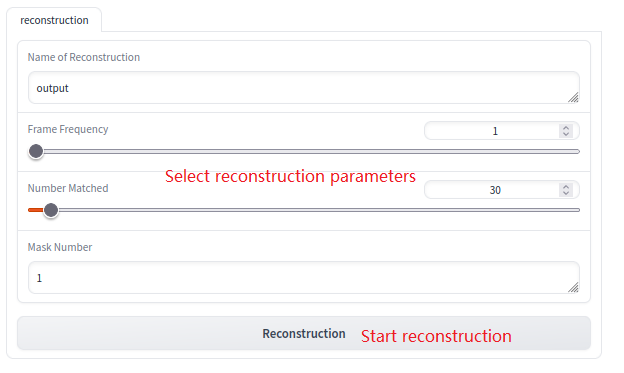 reconstruction
Name of Reconstruction
output
Frame Frequency
1
Select reconstruction parameters
Number Matched
30
Mask Number
1
Reconstruction
Start reconstruction